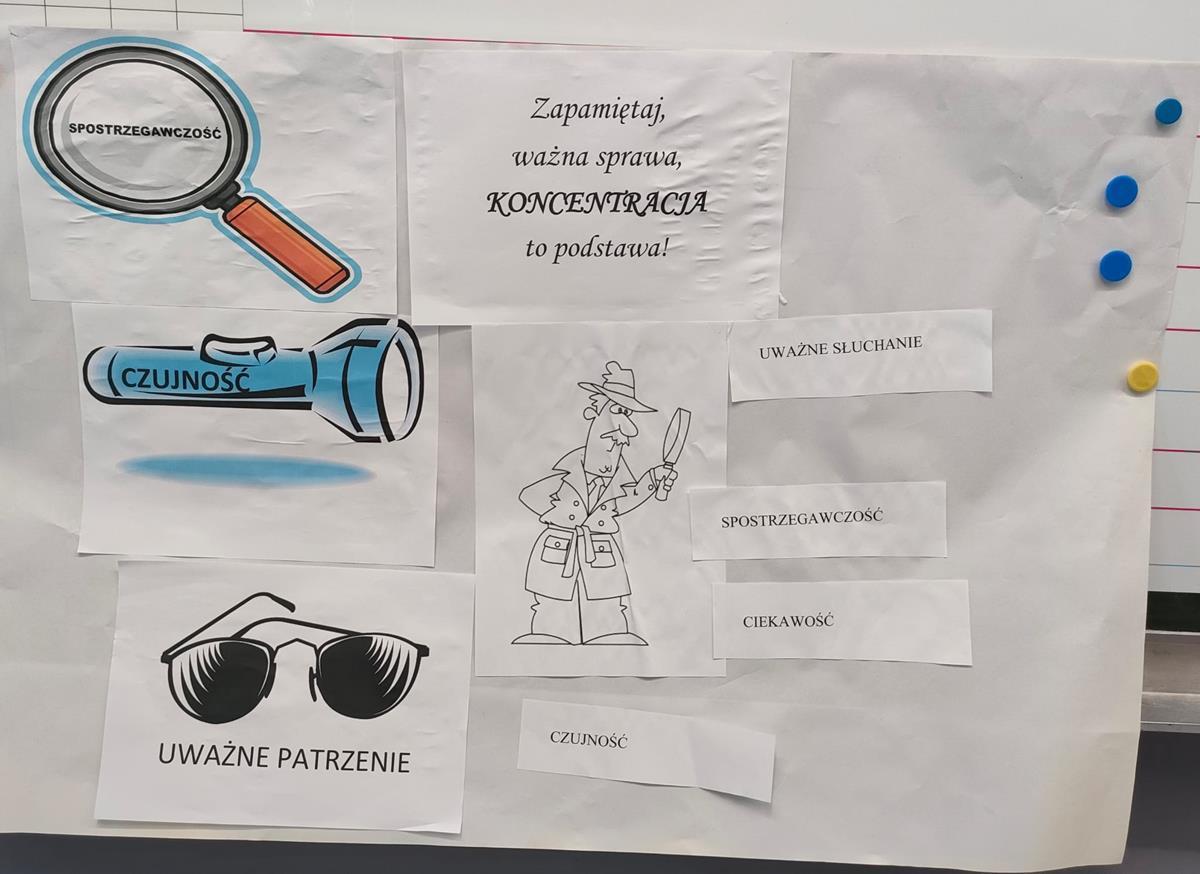 SPOSTRZEGAWCZOŚĆ
Zapamiętaj,
ważna sprawa,
KONCENTRACJA
to podstawa!
CZUJNOŚĆ
UWAŻNE SŁUCHANIE
SPOSTRZEGAWCZOŚĆ
CIEKAWOŚĆ
UWAŻNE PATRZENIE
CZUJNOŚĆ